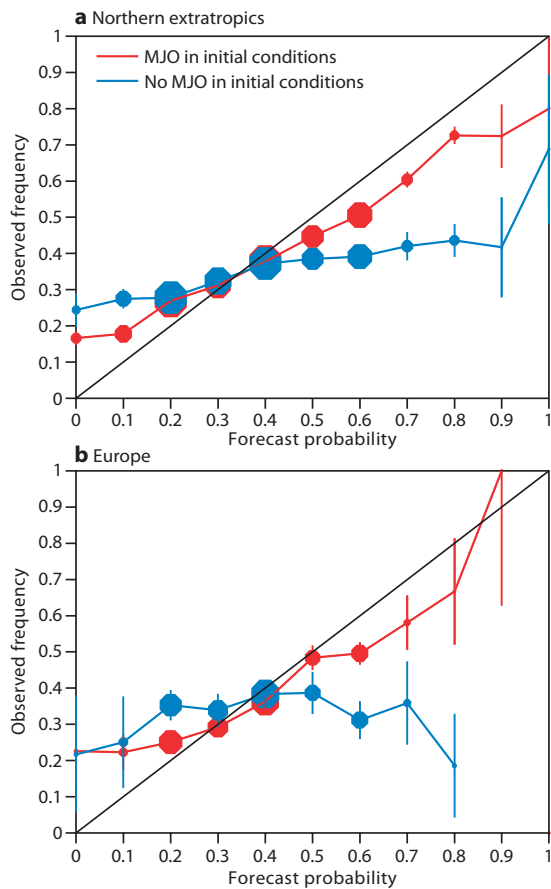 a Northern extratropics
1
0.9
0.8
0.7
0.6
0.5
0.4
0.3
0.2
0.1
0
Observed frequency
MJO in initial conditions
No MJO in initial conditions
0 0.1 0.2 0.3 0.4 0.5 0.6 0.7 0.8 0.9 1
Forecast probability
b Europe
1
0.9
0.8
0.7
0.6
0.5
0.4
0.3
0.2
0.1
0
Observed frequency
0 0.1 0.2 0.3 0.4 0.5 0.6 0.7 0.8 0.9 1
Forecast probability